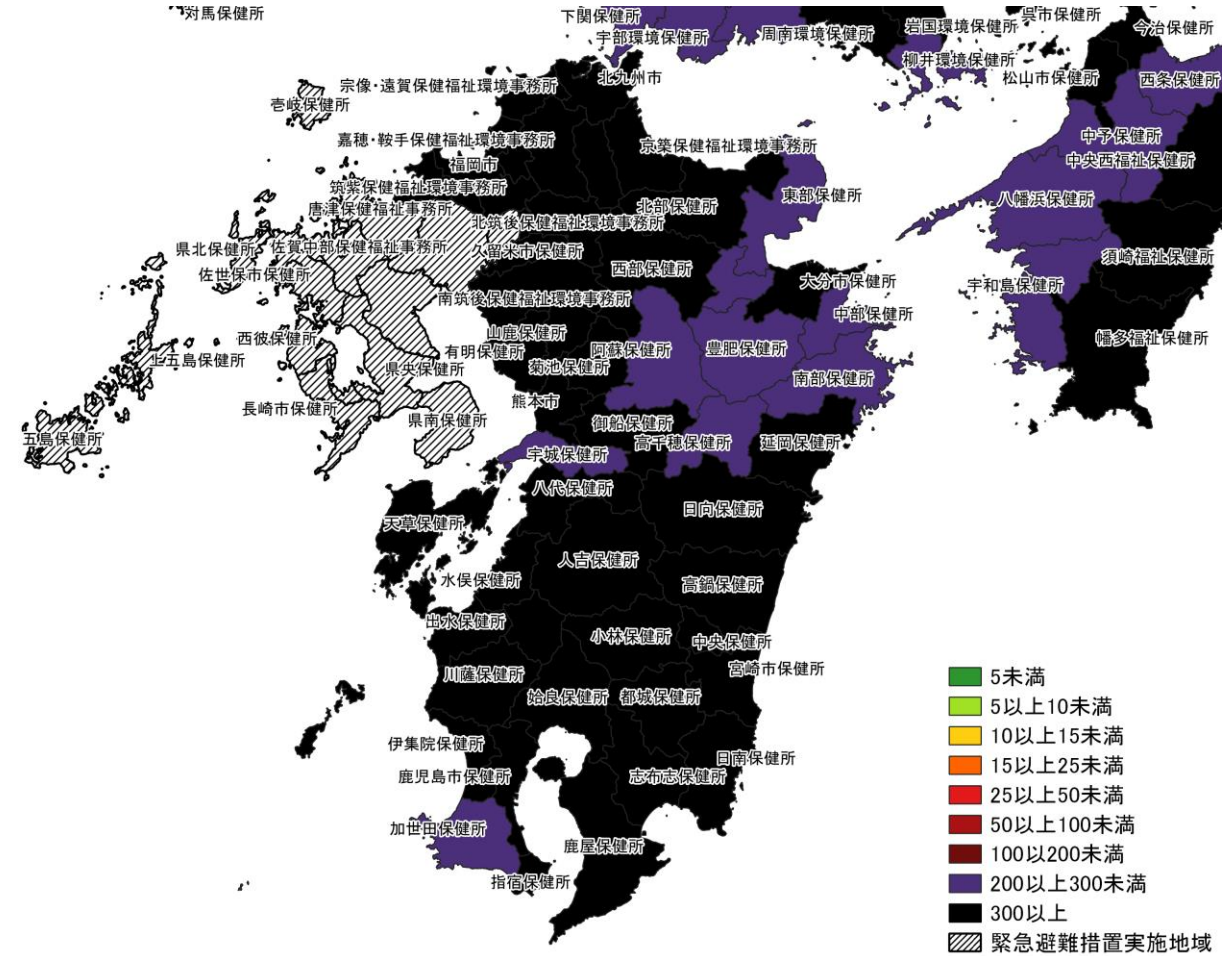 対馬保健所
下関保健所
宇部環境保健所
周南環境保健所
岩国環境保健所
呉市保健所
今治保健所
柳井環境保健所
松山市保健所
西条保健所
北九州市
宗像・遠賀保健福祉環境事務所
壱岐保健所
嘉穂・鞍手保健福祉環境事務所
京築保健福祉環境事務所
中予保健所
福岡市
中央西福祉保健所
筑紫保健福祉環境事務所
東部保健所
八幡浜保健所
唐津保健福祉事務所
北部保健所
北筑後保健福祉環境事務所
県北保健所
佐賀中部保健福祉事務所
久留米市保健所
須崎福祉保健所
佐世保市保健所
西部保健所
大分市保健所
宇和島保健所
南筑後保健福祉環境事務所
中部保健所
西彼保健所
山鹿保健所
幡多福祉保健所
上五島保健所
有明保健所
阿蘇保健所
豊肥保健所
県央保健所
菊池保健所
南部保健所
長崎市保健所
熊本市
県南保健所
御船保健所
五島保健所
高千穂保健所
延岡保健所
宇城保健所
八代保健所
日向保健所
天草保健所
人吉保健所
水俣保健所
高鍋保健所
出水保健所
小林保健所
中央保健所
宮崎市保健所
川薩保健所
姶良保健所
都城保健所
伊集院保健所
日南保健所
鹿児島市保健所
志布志保健所
加世田保健所
鹿屋保健所
指宿保健所
5未満
5以上10未満
10以上15未満
15以上25未満
25以上50未満
50以上100未満
100以200未満
200以上300未満
300以上
緊急避難措置実施地域